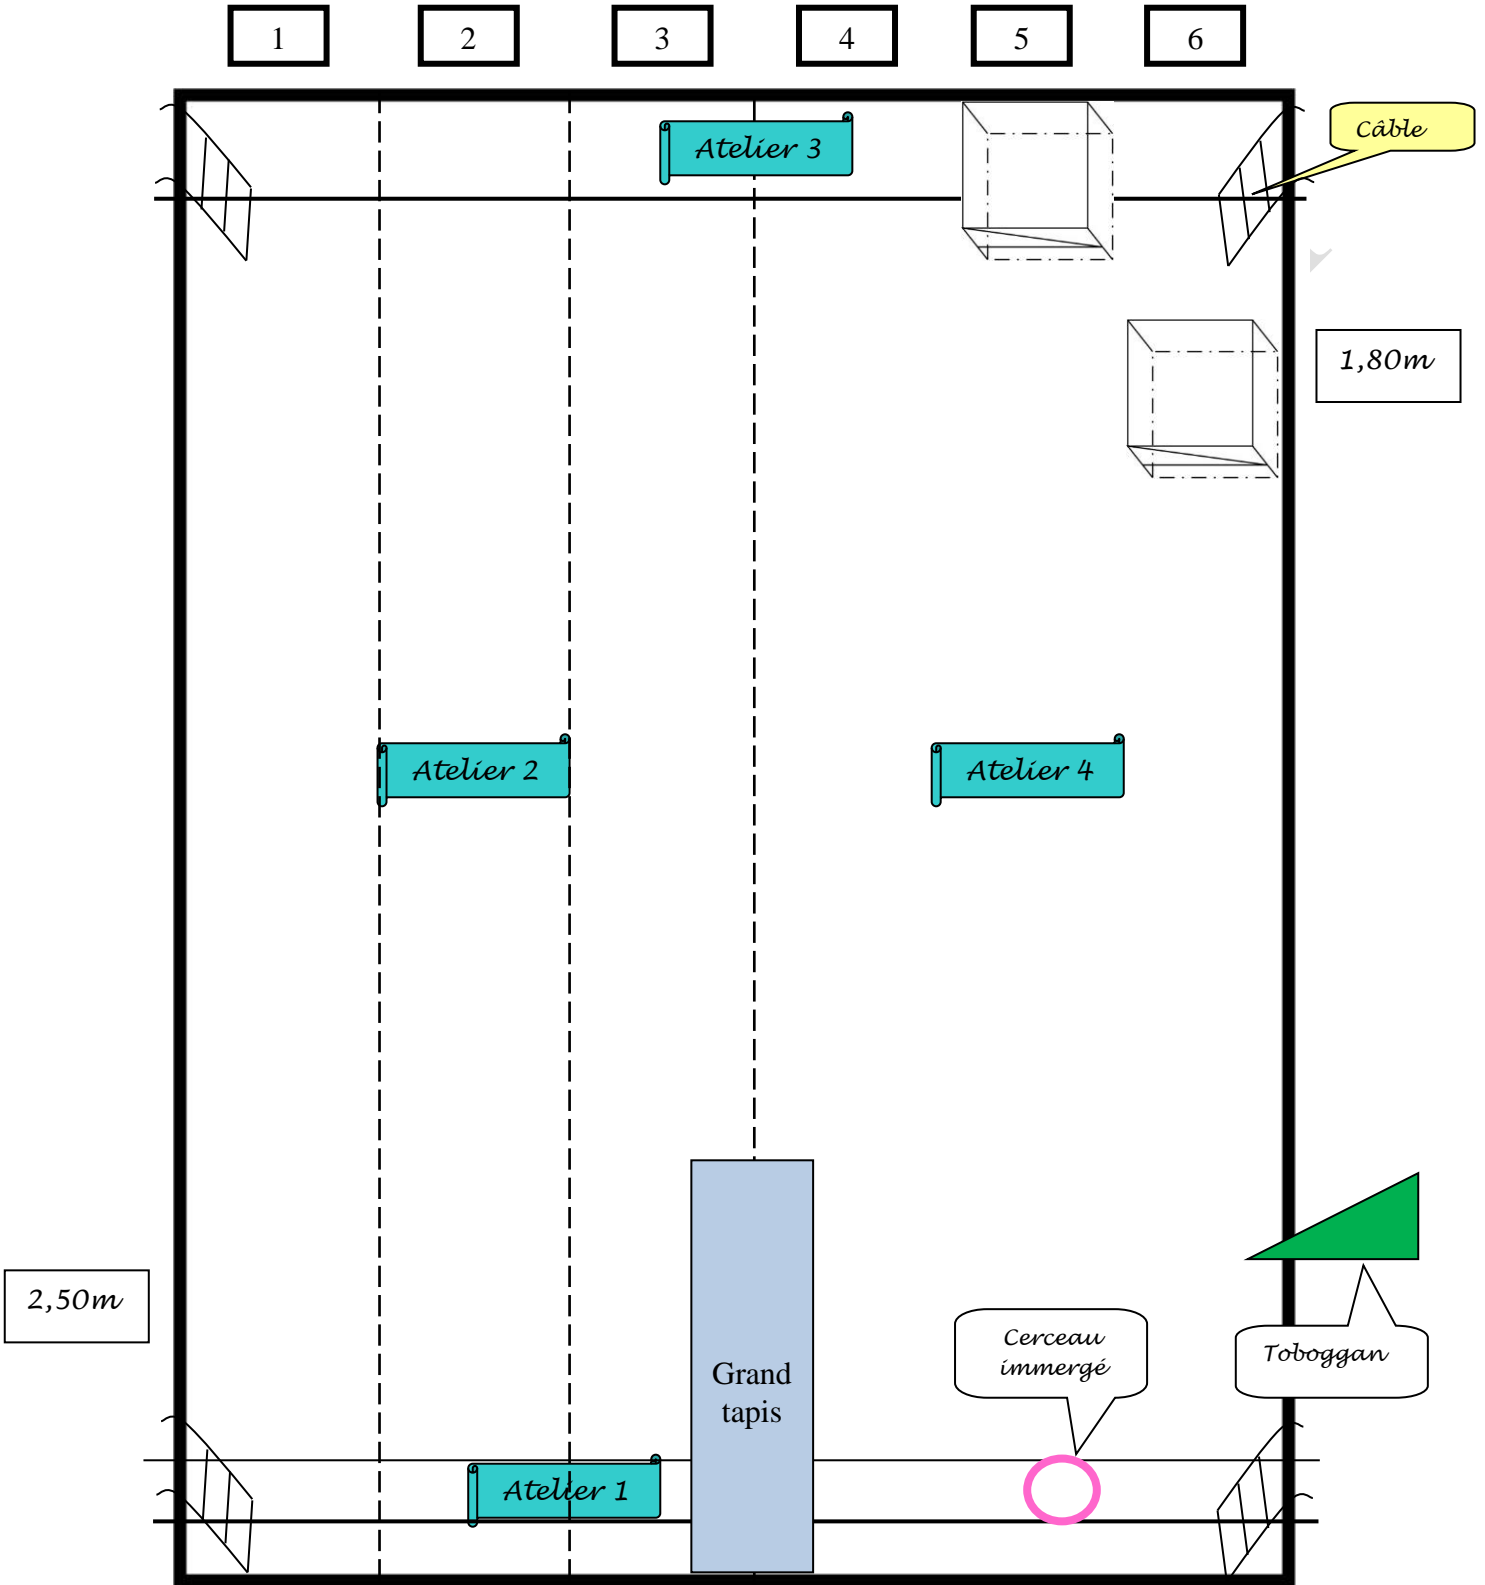 1
2
3
4
5
6
Câble
Atelier 3
1,80m
Atelier 2
Atelier 4
2,50m
Cerceau
immergé
Toboggan
Grand
tapis
Atelier 1